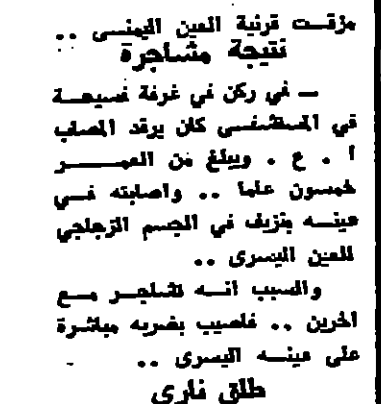 مزقت قرنية العين اليمنى ..
نتيجة مشاجرة
ــ في ركن في غرفة فسيحة
في المستشفى كان يرقد المصاب
أ . ع . ويبلغ من العمر
خمسون عاما .. واصابته في
عينه بنزيف في الجسم الزجاجي
للعين اليسرى ..
والسبب انه تشاجر مع
اخرين .. فاصيب بضربه مباشرة
على عينه اليسرى ..
طلق نارى